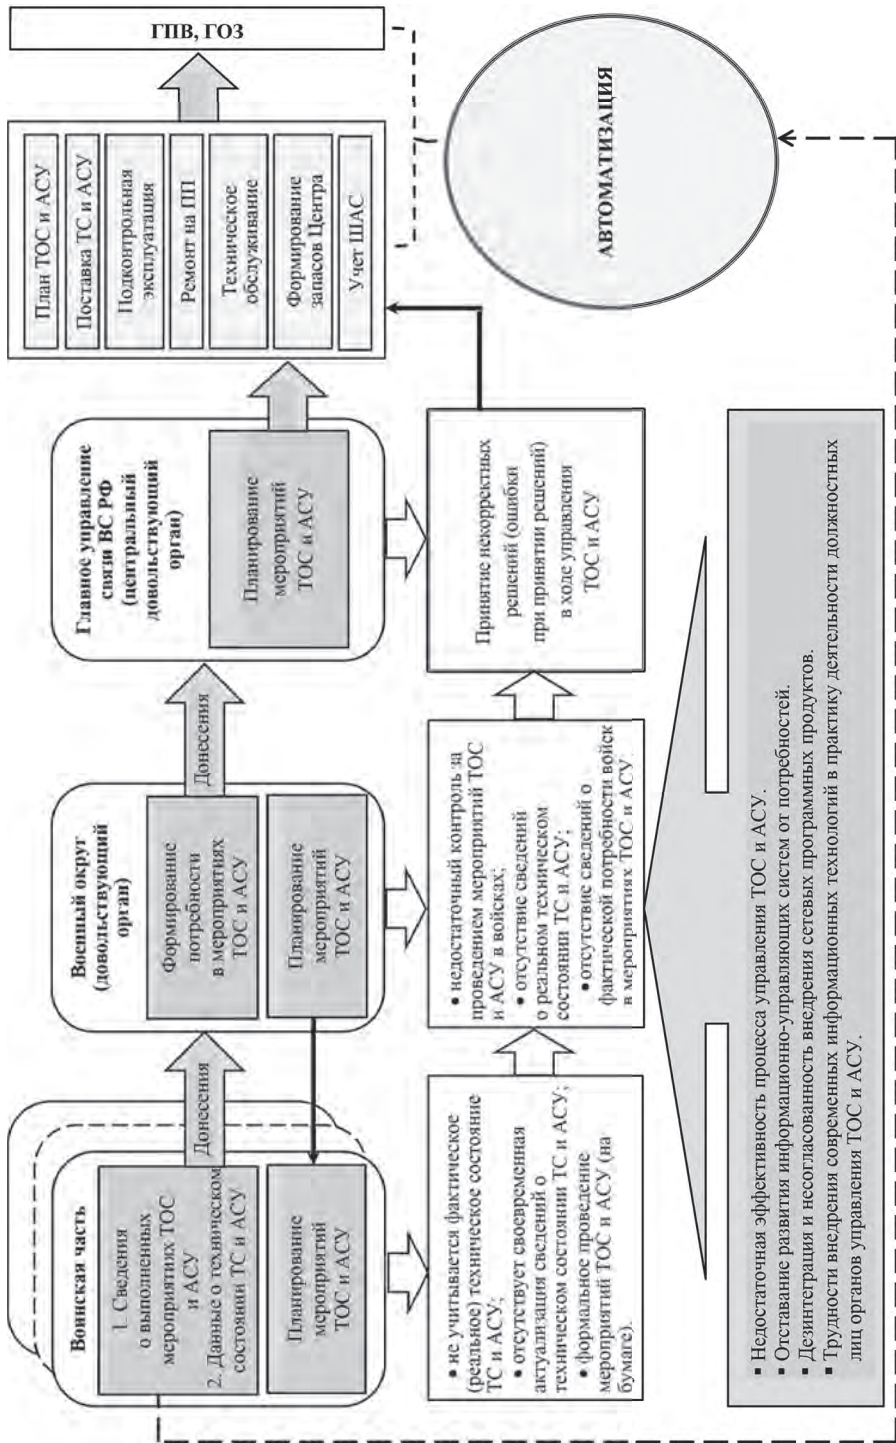 Воинская часть
1. Сведения
о выполненных
мероприятиях ТОС
и АСУ
2. Данные о техническом
состоянии ТС и АСУ
Планирование
мероприятий
ТОС и АСУ
Донесения
Военный округ
(довольствующий
орган)
Формирование
потребности
в мероприятиях
ТОС и АСУ
Планирование
мероприятий
ТОС и АСУ
Донесения
Главное управление
связи ВС РФ
(центральный
довольствующий
орган)
Планирование
мероприятий
ТОС и АСУ
План ТОС и АСУ
Поставка ТС и АСУ
Подконтрольная
эксплуатация
Ремонт на ПП
Техническое
обслуживание
Формирование
запасов Центра
Учет ШАС
ГПВ, ГОЗ
• не учитывается фактическое
(реальное) техническое состояние
ТС и АСУ;
• отсутствует своевременная
актуализация сведений о
техническом состоянии ТС и АСУ;
• формальное проведение
мероприятий ТОС и АСУ (на
бумаге).
• недостаточный контроль за
проведением мероприятий ТОС
и АСУ в войсках;
• отсутствие сведений
о реальном техническом
состоянии ТС и АСУ;
• отсутствие сведений о
фактической потребности войск
в мероприятиях ТОС и АСУ
Принятие некорректных
решений (ошибки
при принятии решений)
в ходе управления
ТОС и АСУ
АВТОМАТИЗАЦИЯ
▪ Недостаточная эффективность процесса управления ТОС и АСУ.
▪ Отставание развития информационно-управляющих систем от потребностей.
▪ Дезинтеграция и несогласованность внедрения сетевых программных продуктов.
▪ Трудности внедрения современных информационных технологий в практику деятельности должностных
лиц органов управления ТОС и АСУ.